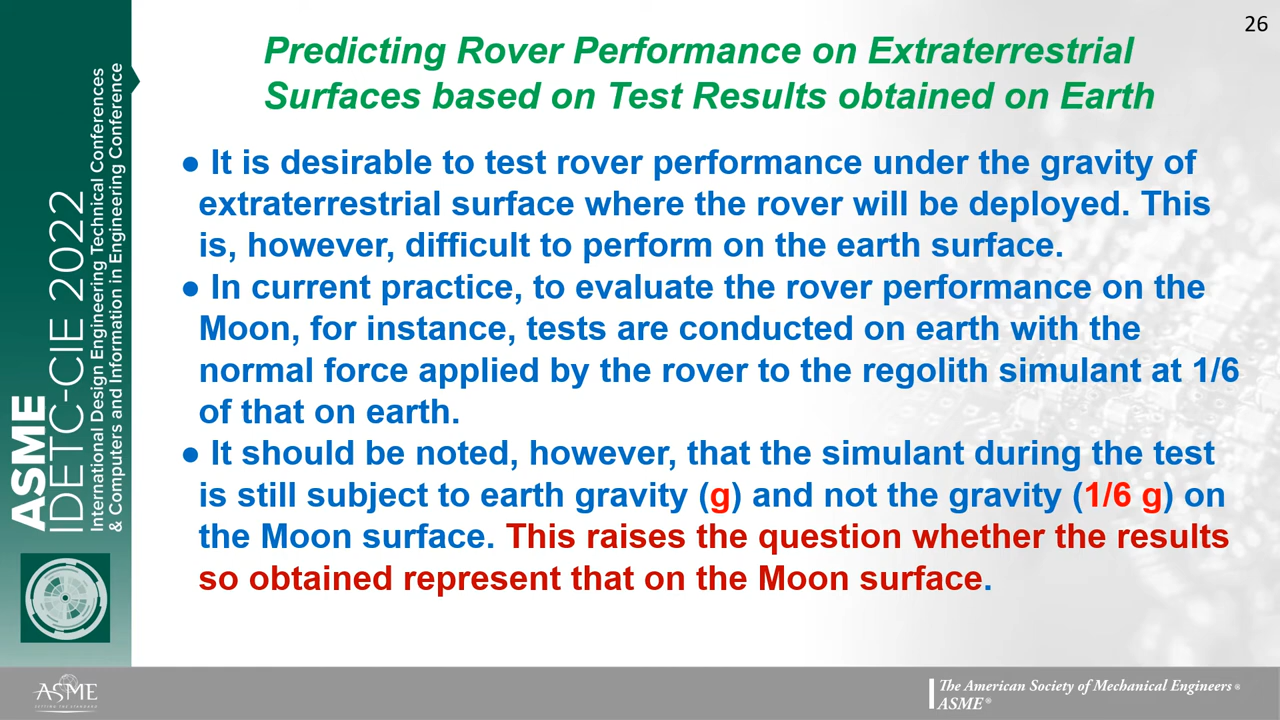 26
Predicting Rover Performance on Extraterrestrial
Surfaces based on Test Results obtained on Earth
● It is desirable to test rover performance under the gravity of
extraterrestrial surface where the rover will be deployed. This
is, however, difficult to perform on the earth surface.
● In current practice, to evaluate the rover performance on the
Moon, for instance, tests are conducted on earth with the
normal force applied by the rover to the regolith simulant at 1/6
of that on earth.
● It should be noted, however, that the simulant during the test
is still subject to earth gravity (g) and not the gravity (1/6 g) on
the Moon surface. This raises the question whether the results
so obtained represent that on the Moon surface.
ASME
IDETC-CIE 2022
International Design Engineering Technical Conferences
& Computers and Information in Engineering Conference
ASME
SETTING THE STANDARD
The American Society of Mechanical Engineers ®
ASME ®